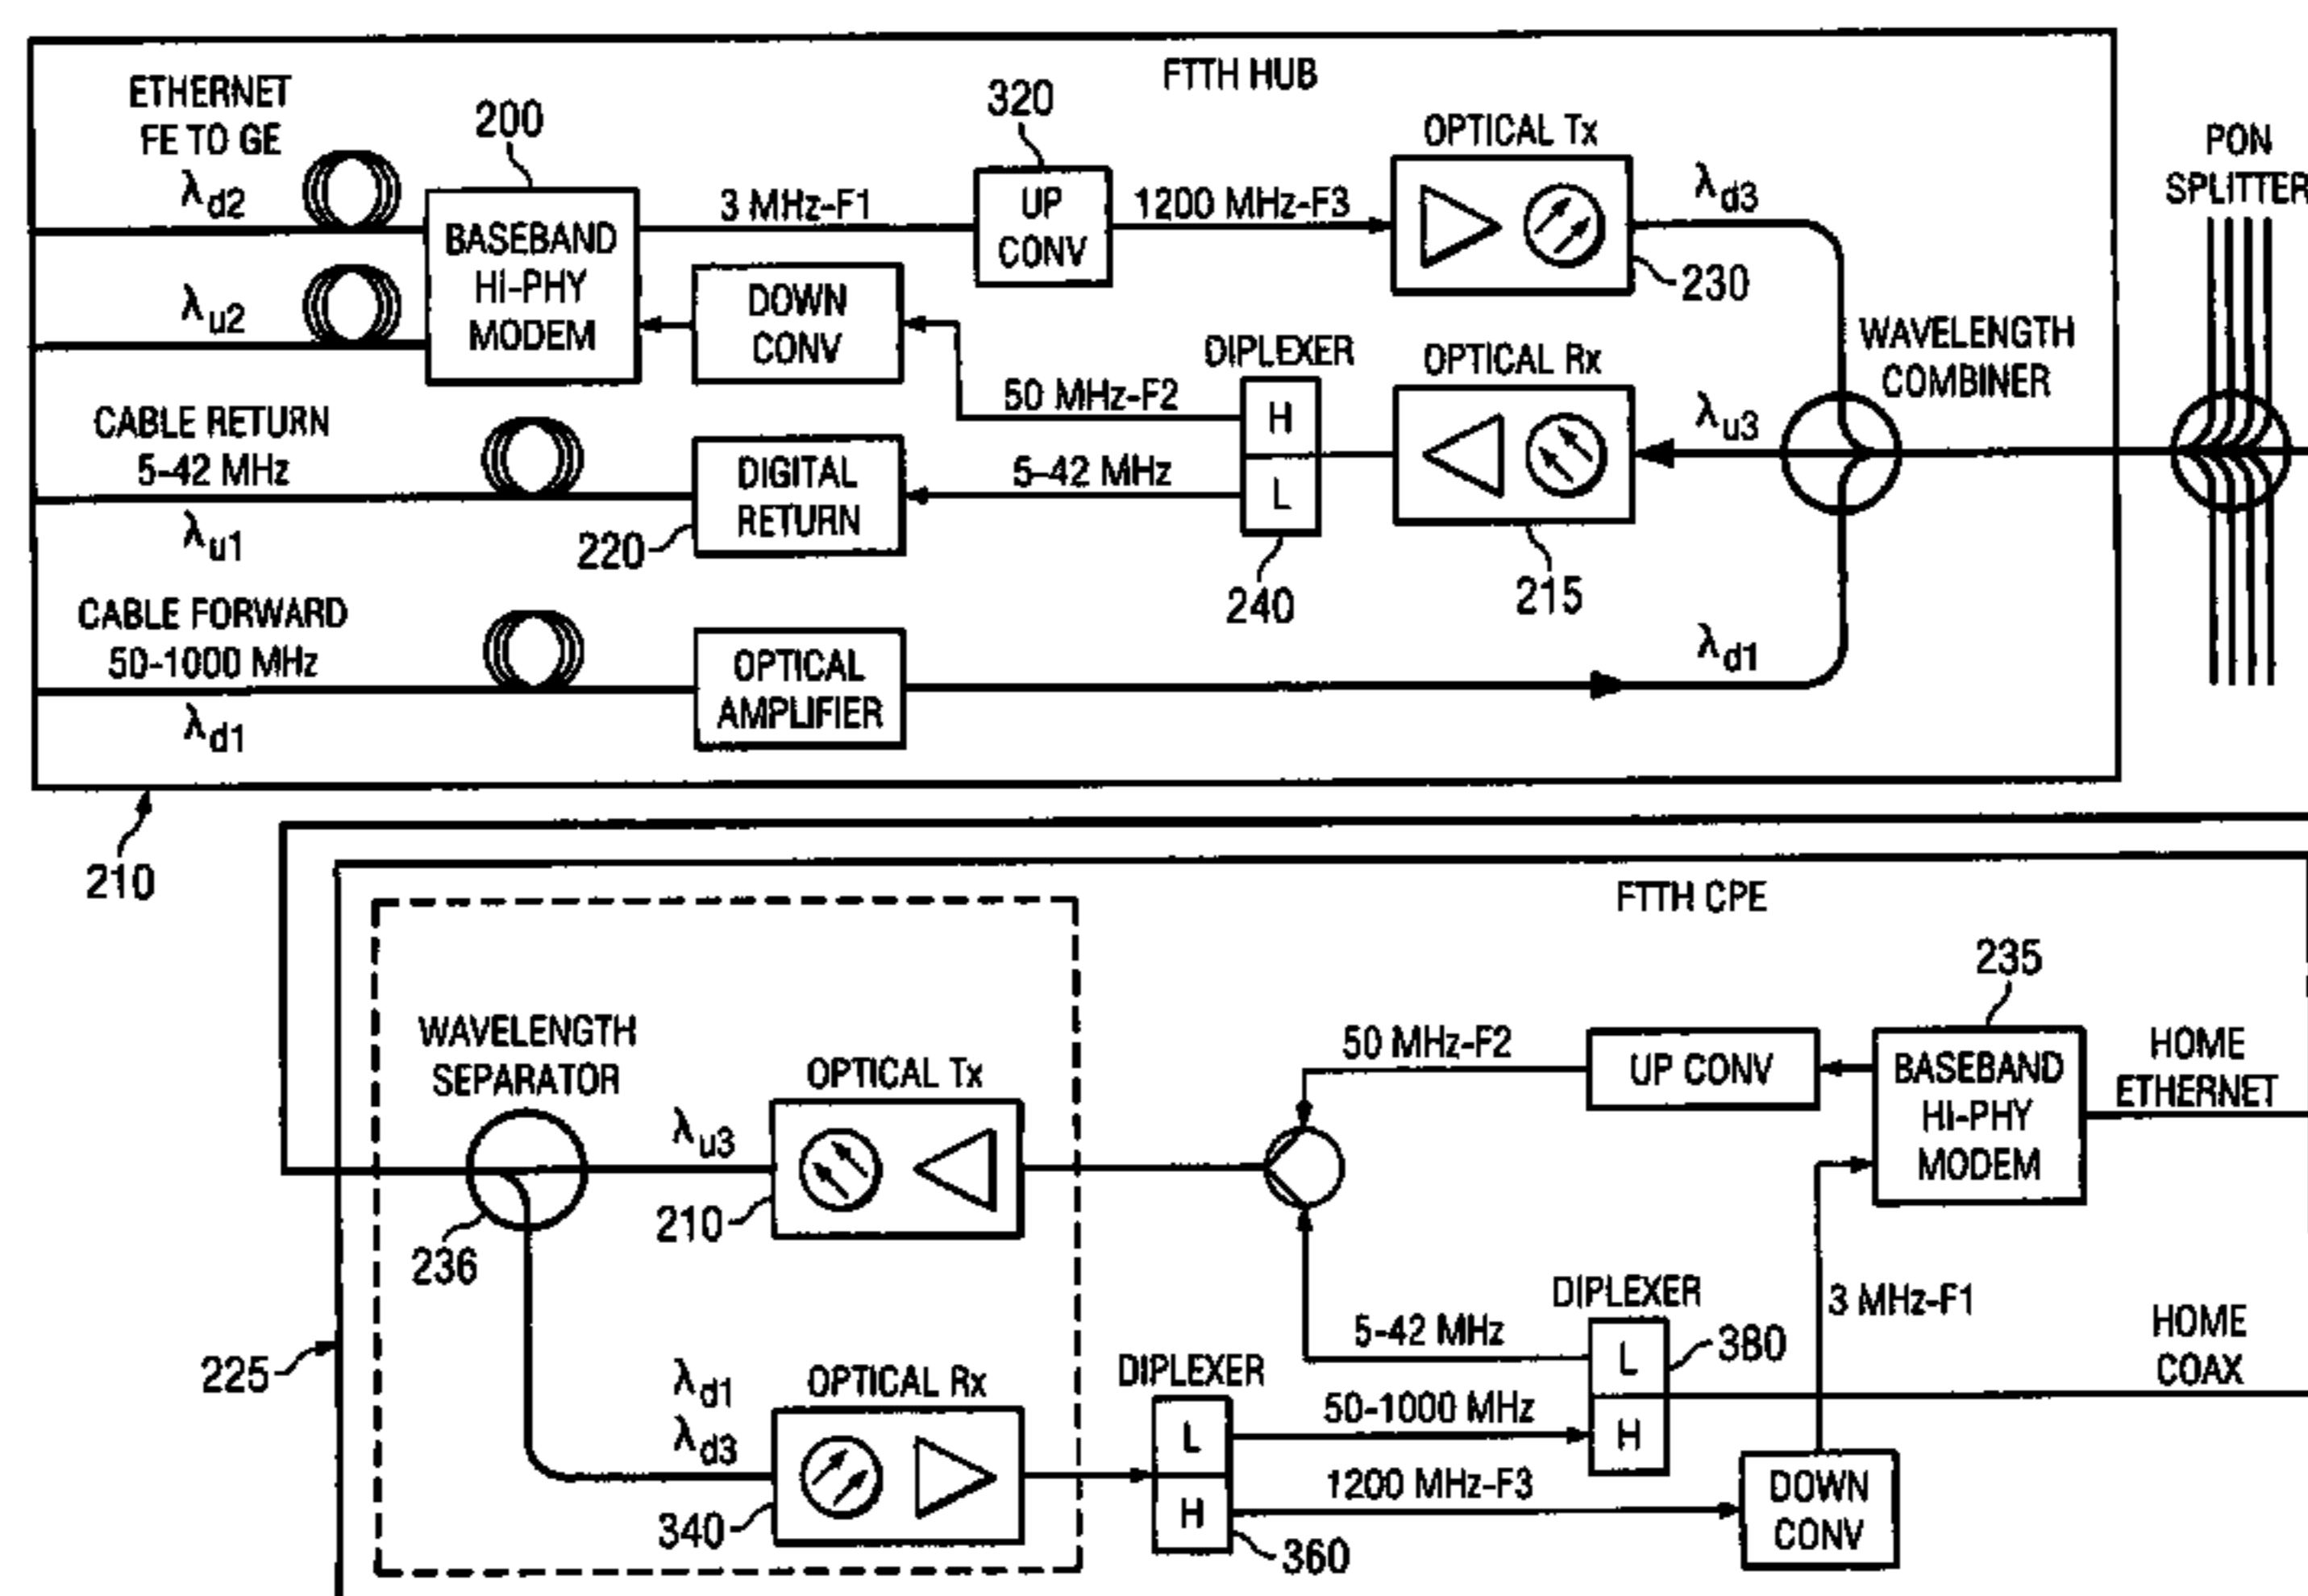 FTTH HUB
ETHERNET
FE TO GE
λd2
200
320
OPTICAL Tx
λd3
PON
SPLITTER
BASEBAND
Hi-PHY
MODEM
3 MHz-F1
UP
CONV
1200 MHz-F3
230
λu2
DOWN
CONV
DIPLEXER
OPTICAL Rx
WAVELENGTH
COMBINER
50 MHz-F2
H
L
λu3
CABLE RETURN
5-42 MHz
λu1
DIGITAL
RETURN
220
5-42 MHz
240
215
CABLE FORWARD
50-1000 MHz
λd1
OPTICAL
AMPLIFIER
λd1
210
FTTH CPE
235
WAVELENGTH
SEPARATOR
OPTICAL Tx
50 MHz-F2
UP CONV
BASEBAND
Hi-PHY
MODEM
HOME
ETHERNET
λu3
210
236
225
DIPLEXER
3 MHz-F1
5-42 MHz
L
H
380
HOME
COAX
λd1
λd3
OPTICAL Rx
340
DIPLEXER
L
H
360
50-1000 MHz
1200 MHz-F3
DOWN
CONV